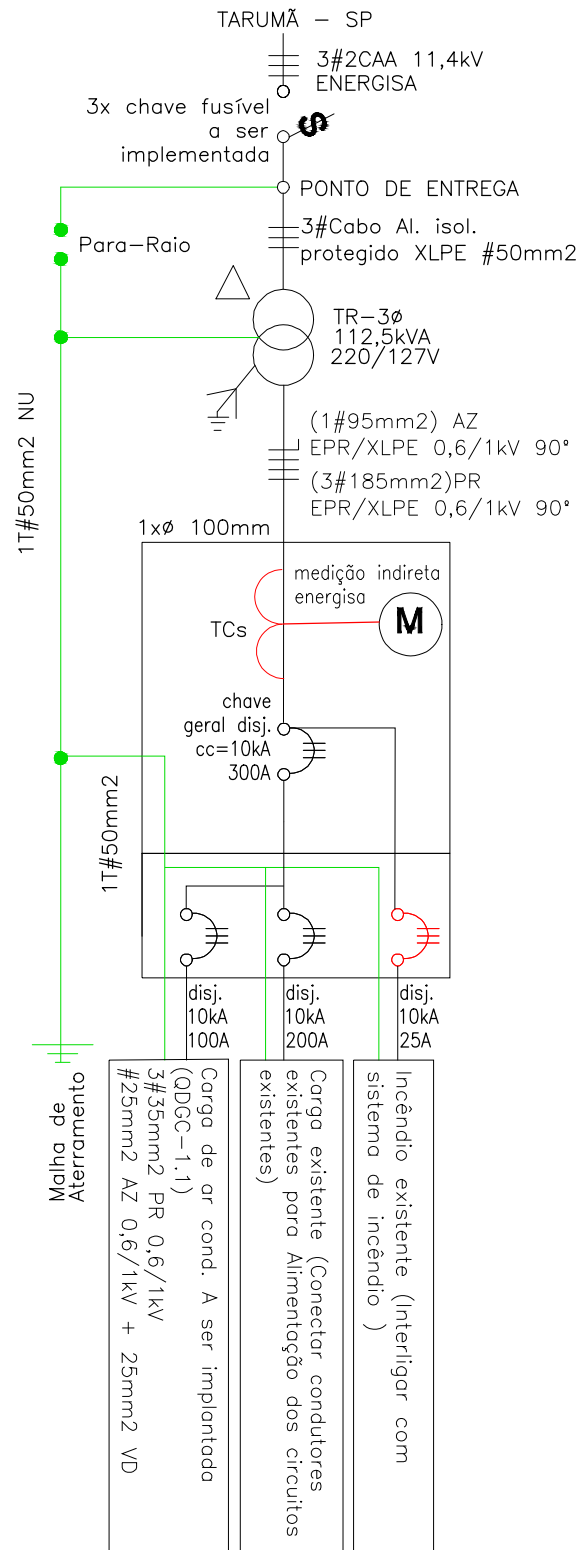 TARUMÃ - SP
3#2CAA 11,4kV
ENERGISA
3x chave fusível
a ser
implementada
S
PONTO DE ENTREGA
3#Cabo Al. isol.
protegido XLPE #50mm2
Para-Raio
TR-3ø
112,5kVA
220/127V
1T#50mm2 NU
(1#95mm2) AZ
EPR/XLPE 0,6/1kV 90°
(3#185mm2)PR
EPR/XLPE 0,6/1kV 90°
1xø 100mm
medição indireta
energisa
TCs
M
chave
geral disj.
cc=10kA
300A
1T#50mm2
disj.
10kA
100A
disj.
10kA
200A
disj.
10kA
25A
Malha de
Aterramento
Carga de ar cond. A ser implantada
(QDGC-1.1)
3#35mm2 PR 0,6/1kV
#25mm2 AZ 0,6/1kV + 25mm2 VD
Carga existente (Conectar condutores
existentes para Alimentação dos circuitos
existentes)
Incêndio existente (Interligar com
sistema de incêndio )